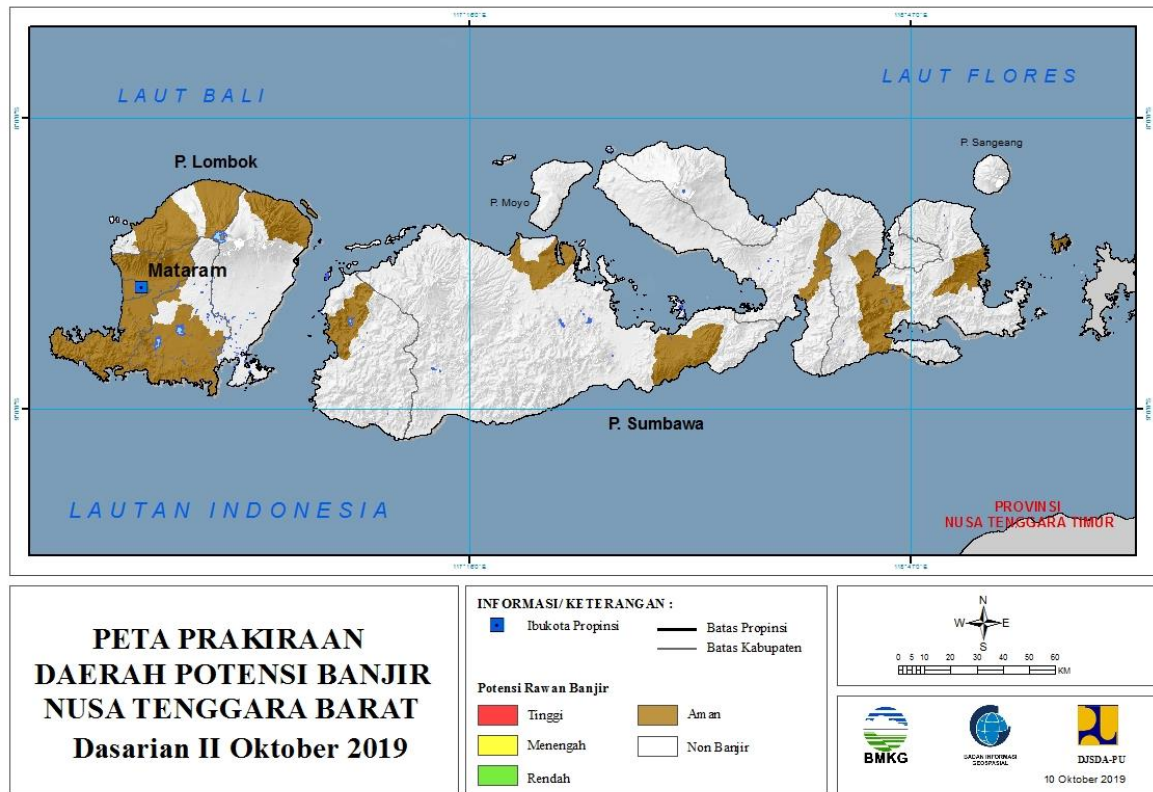 LAUT BALI
LAUT FLORES
P. Lombok
P. Sangeang
P. Moyo
Mataram
P. Sumbawa
LAUTAN INDONESIA
PROVINSI
NUSA TENGGARA TIMUR
PETA PRAKIRAAN
DAERAH POTENSI BANJIR
NUSA TENGGARA BARAT
Dasarian II Oktober 2019
INFORMASI/ KETERANGAN :
Ibukota Propinsi
Batas Propinsi
Batas Kabupaten
Potensi Rawan Banjir
Tinggi
Aman
Menengah
Non Banjir
Rendah
N
W E
S
0 5 10 20 30 40 50 60
KM
BMKG
BADAN INFORMASI
GEOSPASIAL
DJSDA-PU
10 Oktober 2019